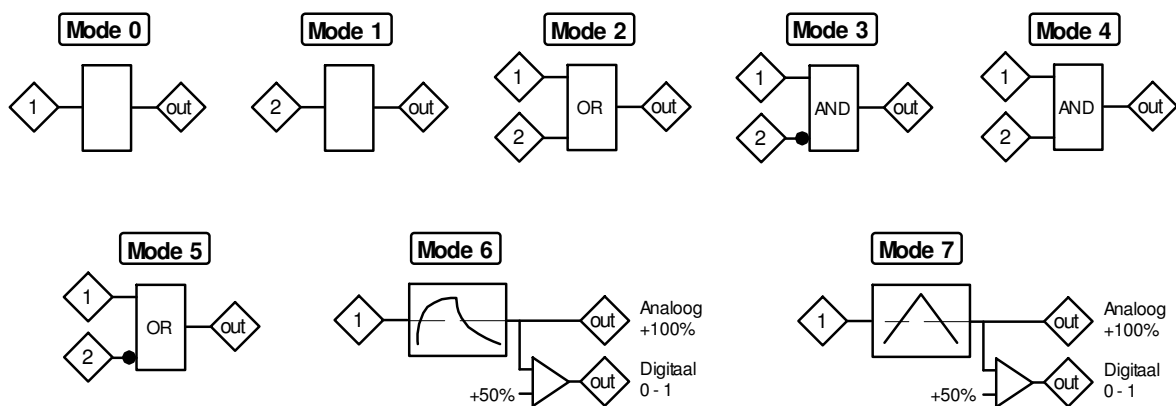 Mode 0
1
out
Mode 1
2
out
Mode 2
1
2
OR
out
Mode 3
1
2
AND
out
Mode 4
1
2
AND
out
Mode 5
1
2
OR
out
Mode 6
1
out
Analoog
+100%
+50%
out
Digitaal
0 - 1
Mode 7
1
out
Analoog
+100%
+50%
out
Digitaal
0 - 1